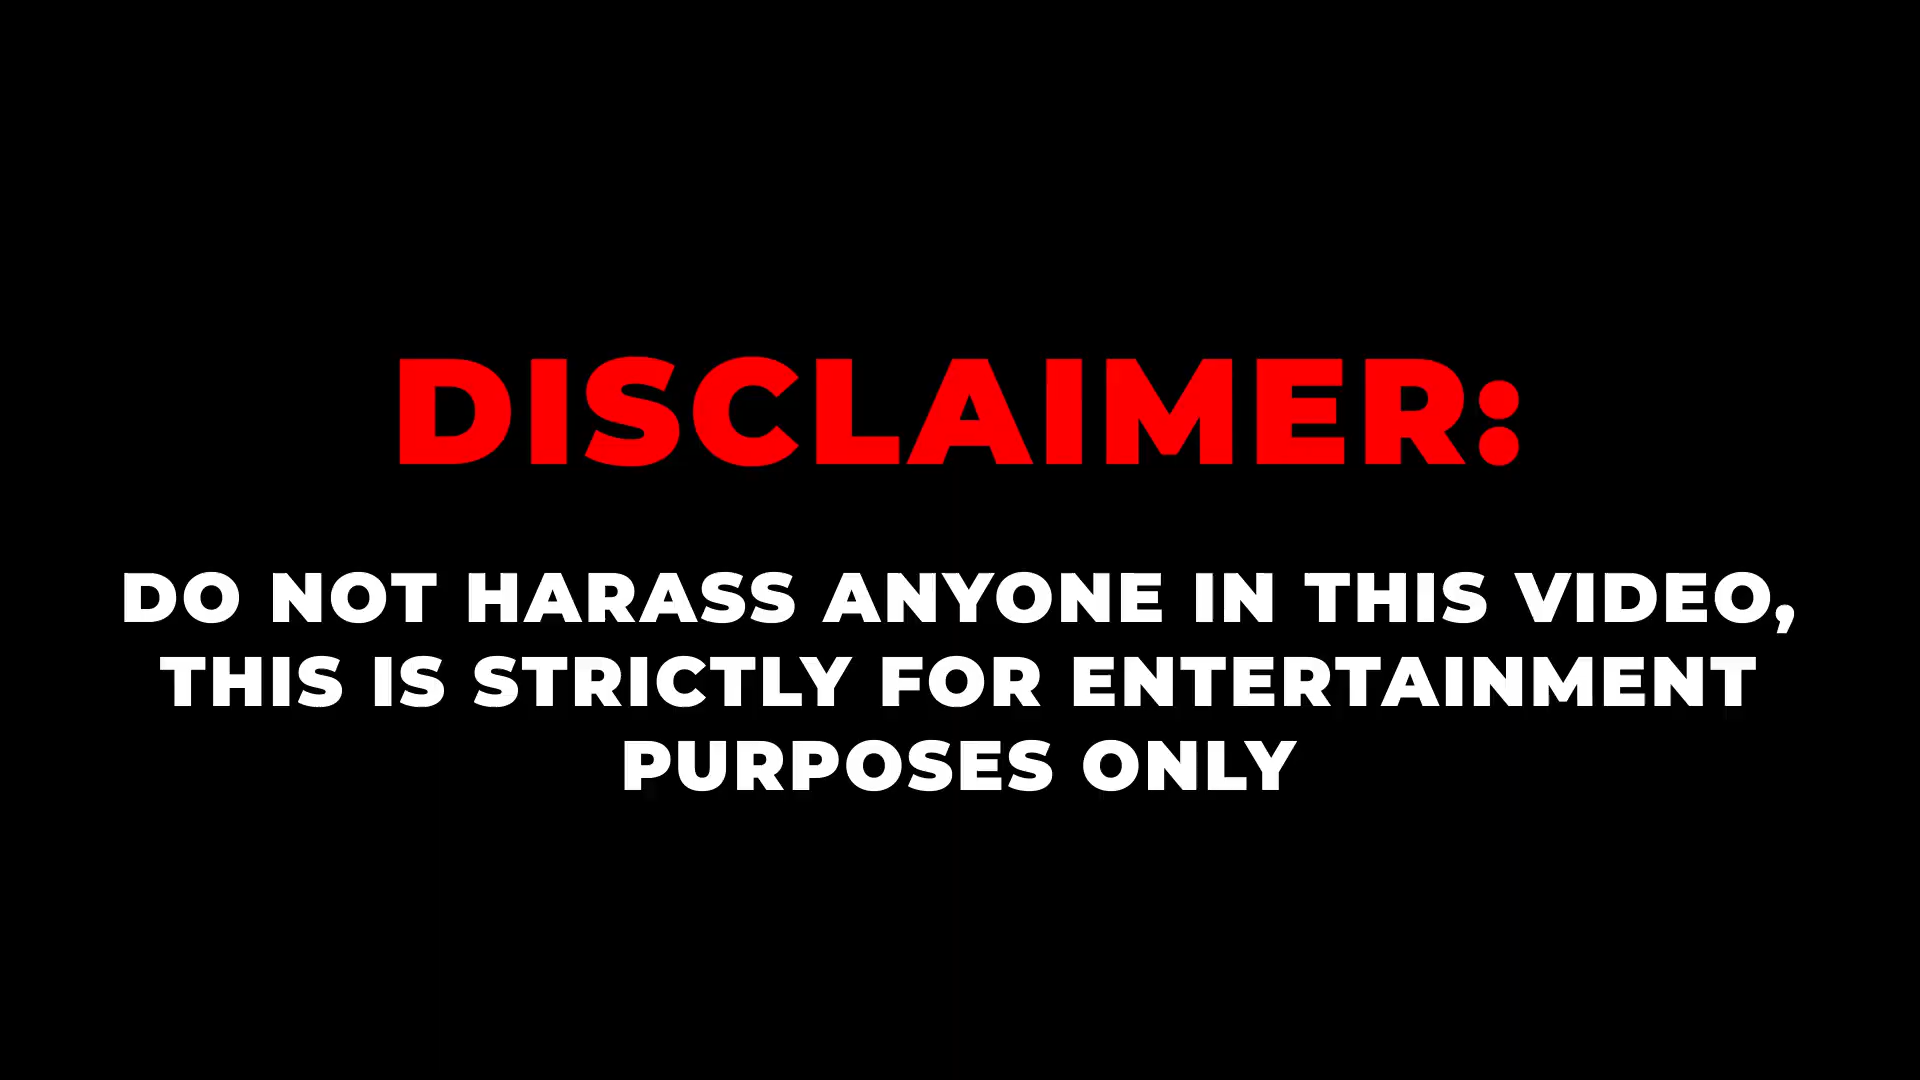 DISCLAIMER:
DO NOT HARASS ANYONE IN THIS VIDEO,
THIS IS STRICTLY FOR ENTERTAINMENT
PURPOSES ONLY